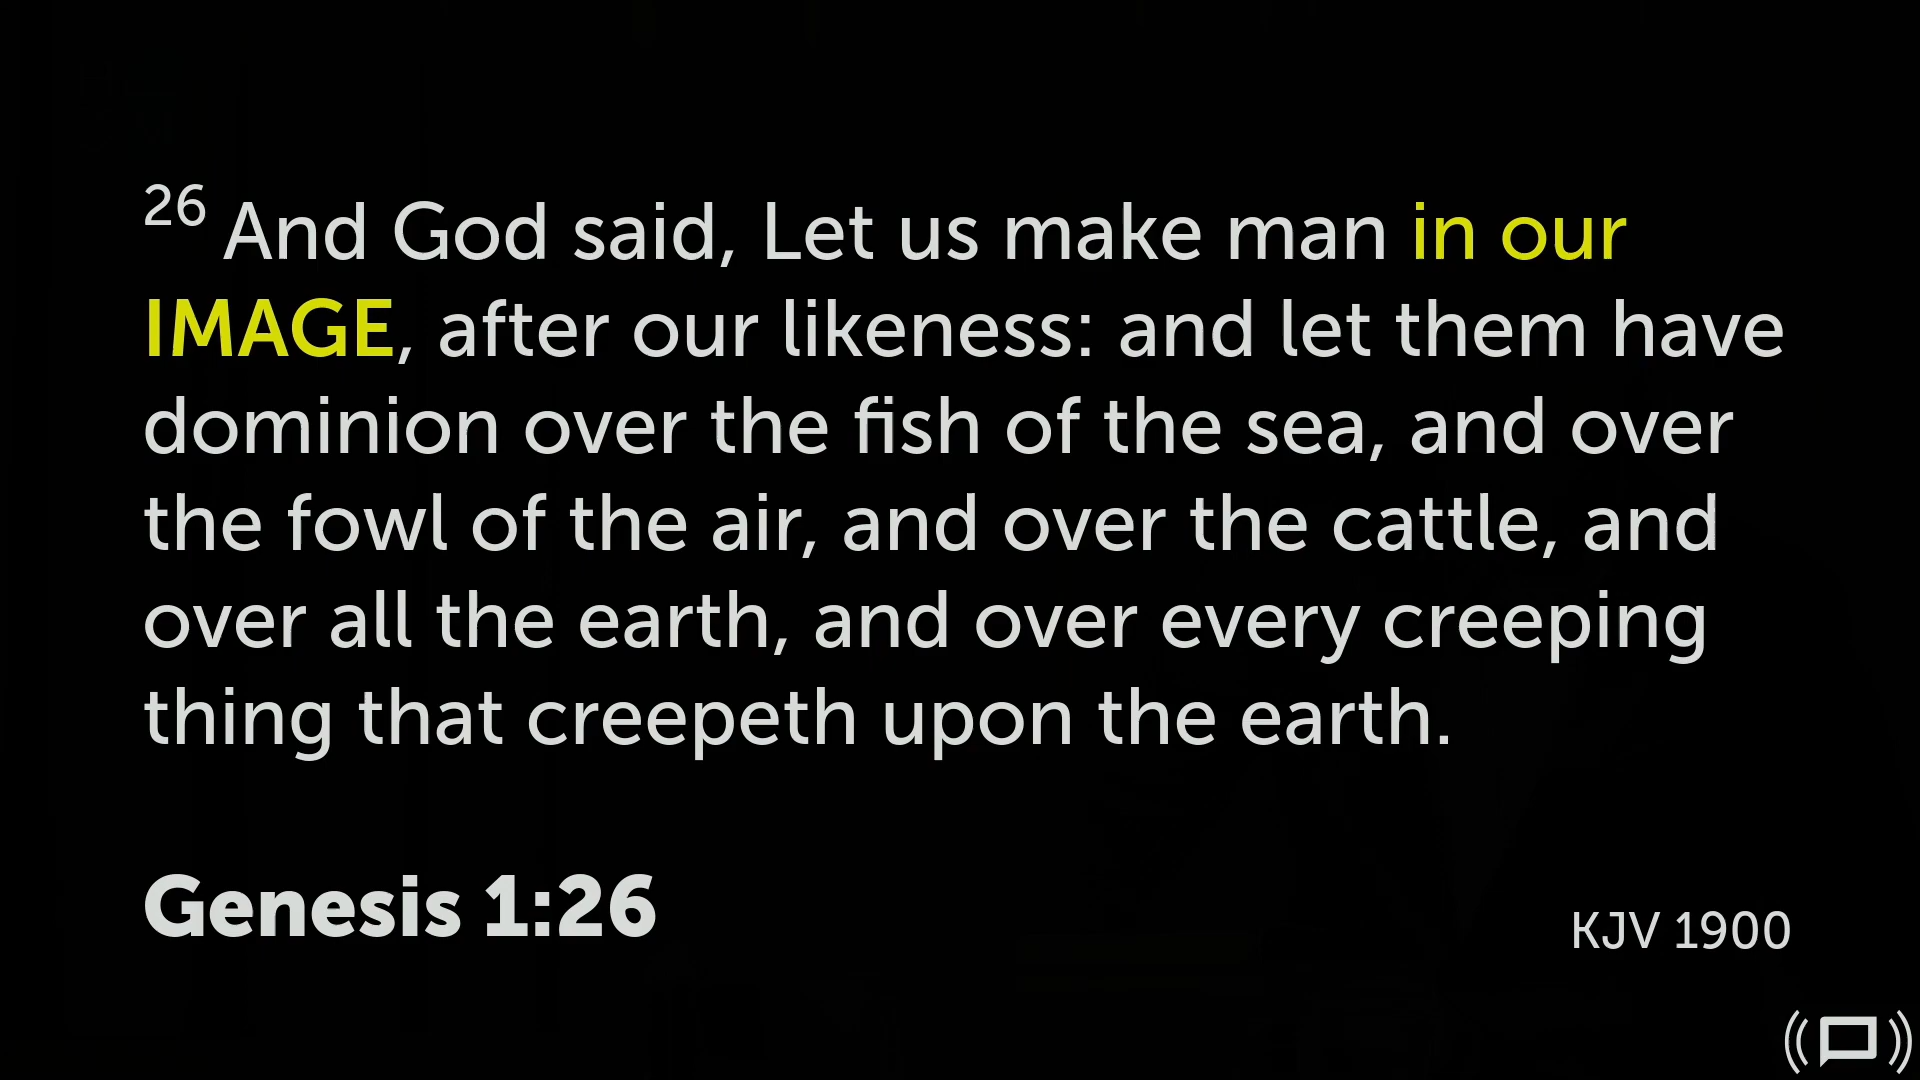 26 And God said, Let us make man in our
IMAGE, after our likeness: and let them have
dominion over the fish of the sea, and over
the fowl of the air, and over the cattle, and
over all the earth, and over every creeping
thing that creepeth upon the earth.
Genesis 1:26
KJV 1900